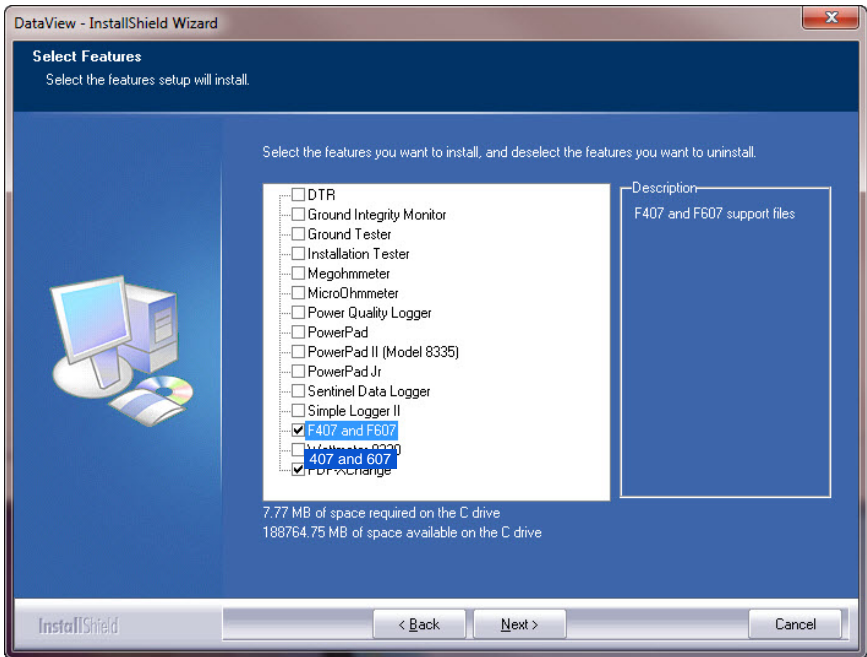 DataView - InstallShield Wizard
Select Features
Select the features setup will install.
Select the features you want to install, and deselect the features you want to uninstall.
DTR
Ground Integrity Monitor
Ground Tester
Installation Tester
Megohmmeter
MicroOhmmeter
Power Quality Logger
PowerPad
PowerPad II (Model 8335)
PowerPad Jr
Sentinel Data Logger
Simple Logger II
F407 and F607
407 and 607
PDF-XChange
Description
F407 and F607 support files
7.77 MB of space required on the C drive
188764.75 MB of space available on the C drive
InstallShield
< Back
Next >
Cancel